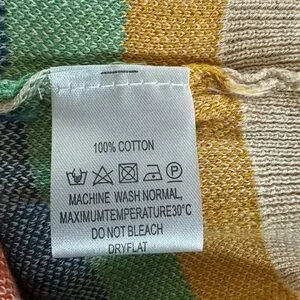 100% COTTON
MACHINE WASH NORMAL,
MAXIMUMTEMPERATURE30°C
DO NOT BLEACH
DRYFLAT